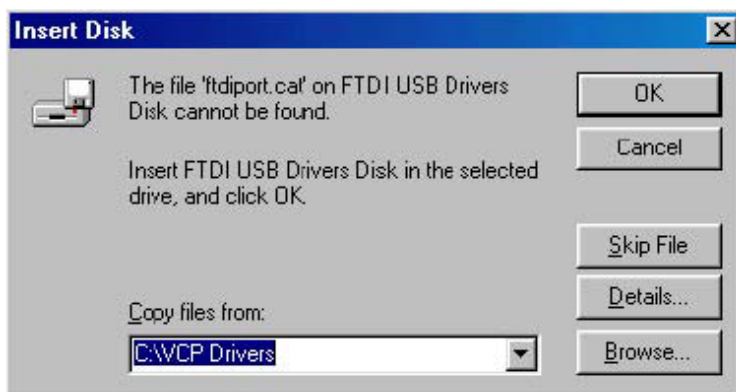 Insert Disk
The file 'ftdiport.cat' on FTDI USB Drivers
Disk cannot be found.
Insert FTDI USB Drivers Disk in the selected
drive, and click OK.
Copy files from:
C:\VCP Drivers
OK
Cancel
Skip File
Details...
Browse...